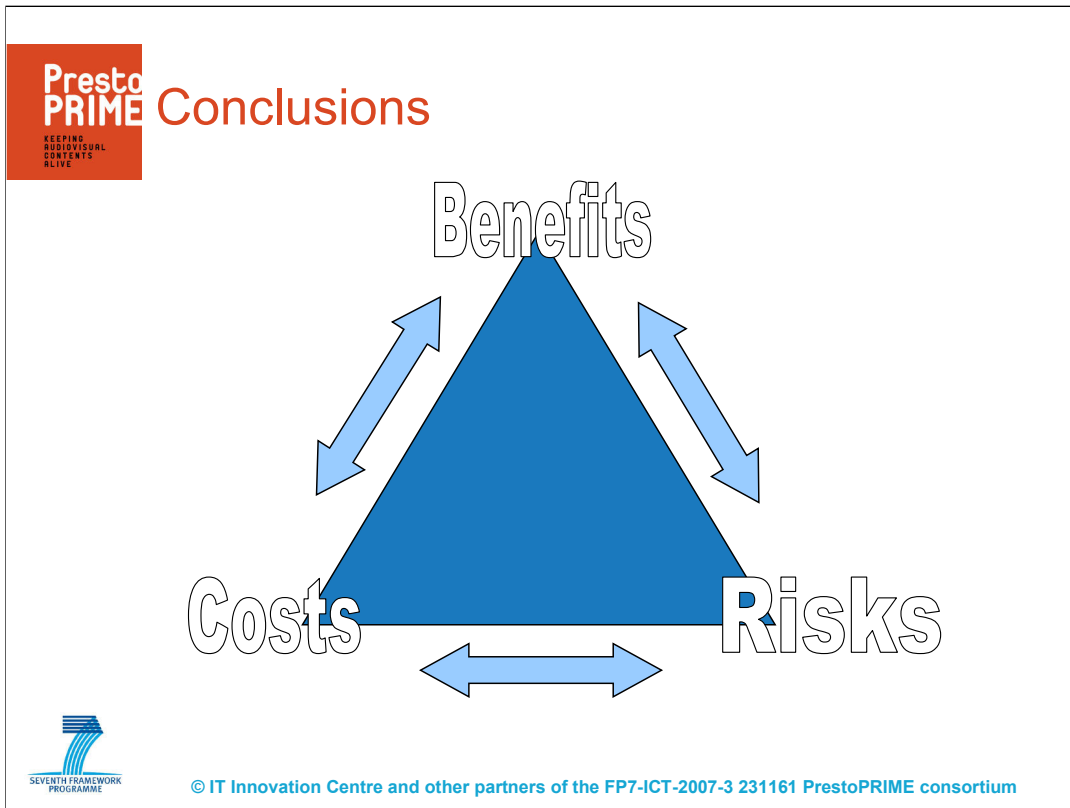 Presto
PRIME
KEEPING
AUDIOVISUAL
CONTENTS
ALIVE
Conclusions
Benefits
Costs
Risks
SEVENTH FRAMEWORK
PROGRAMME
© IT Innovation Centre and other partners of the FP7-ICT-2007-3 231161 PrestoPRIME consortium